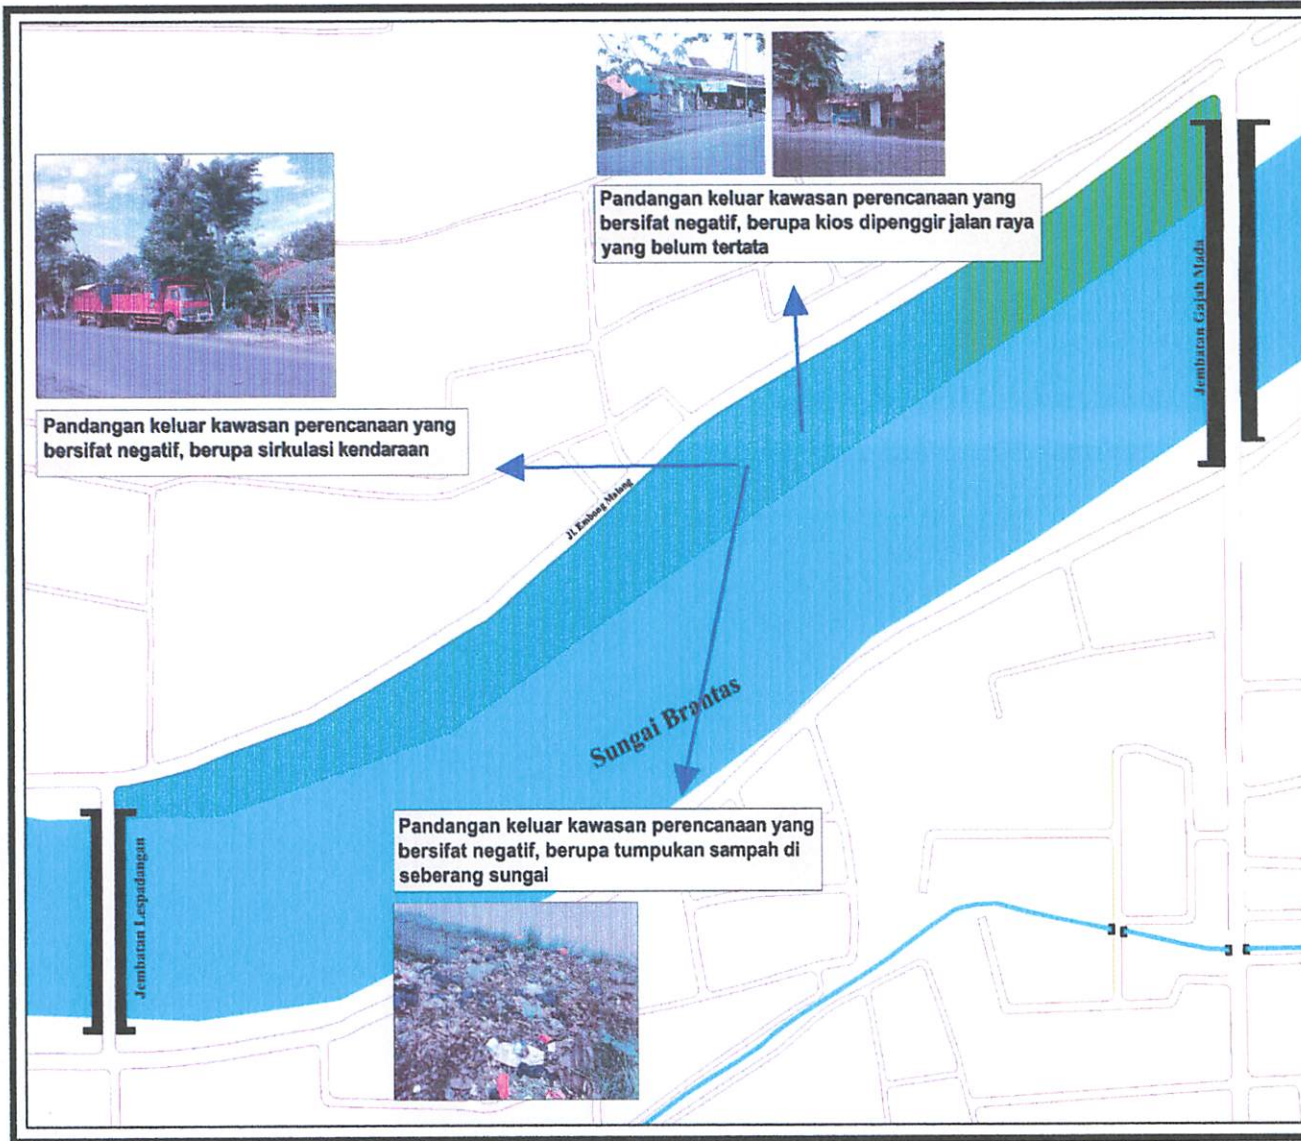 Pandangan keluar kawasan perencanaan yang
bersifat negatif, berupa kios dipenggir jalan raya
yang belum tertata
Jembatan Gajah Mada
Pandangan keluar kawasan perencanaan yang
bersifat negatif, berupa sirkulasi kendaraan
Jl. Embong Malang
Sungai Brantas
Pandangan keluar kawasan perencanaan yang
bersifat negatif, berupa tumpukan sampah di
seberang sungai
Jembatan Lespadangan